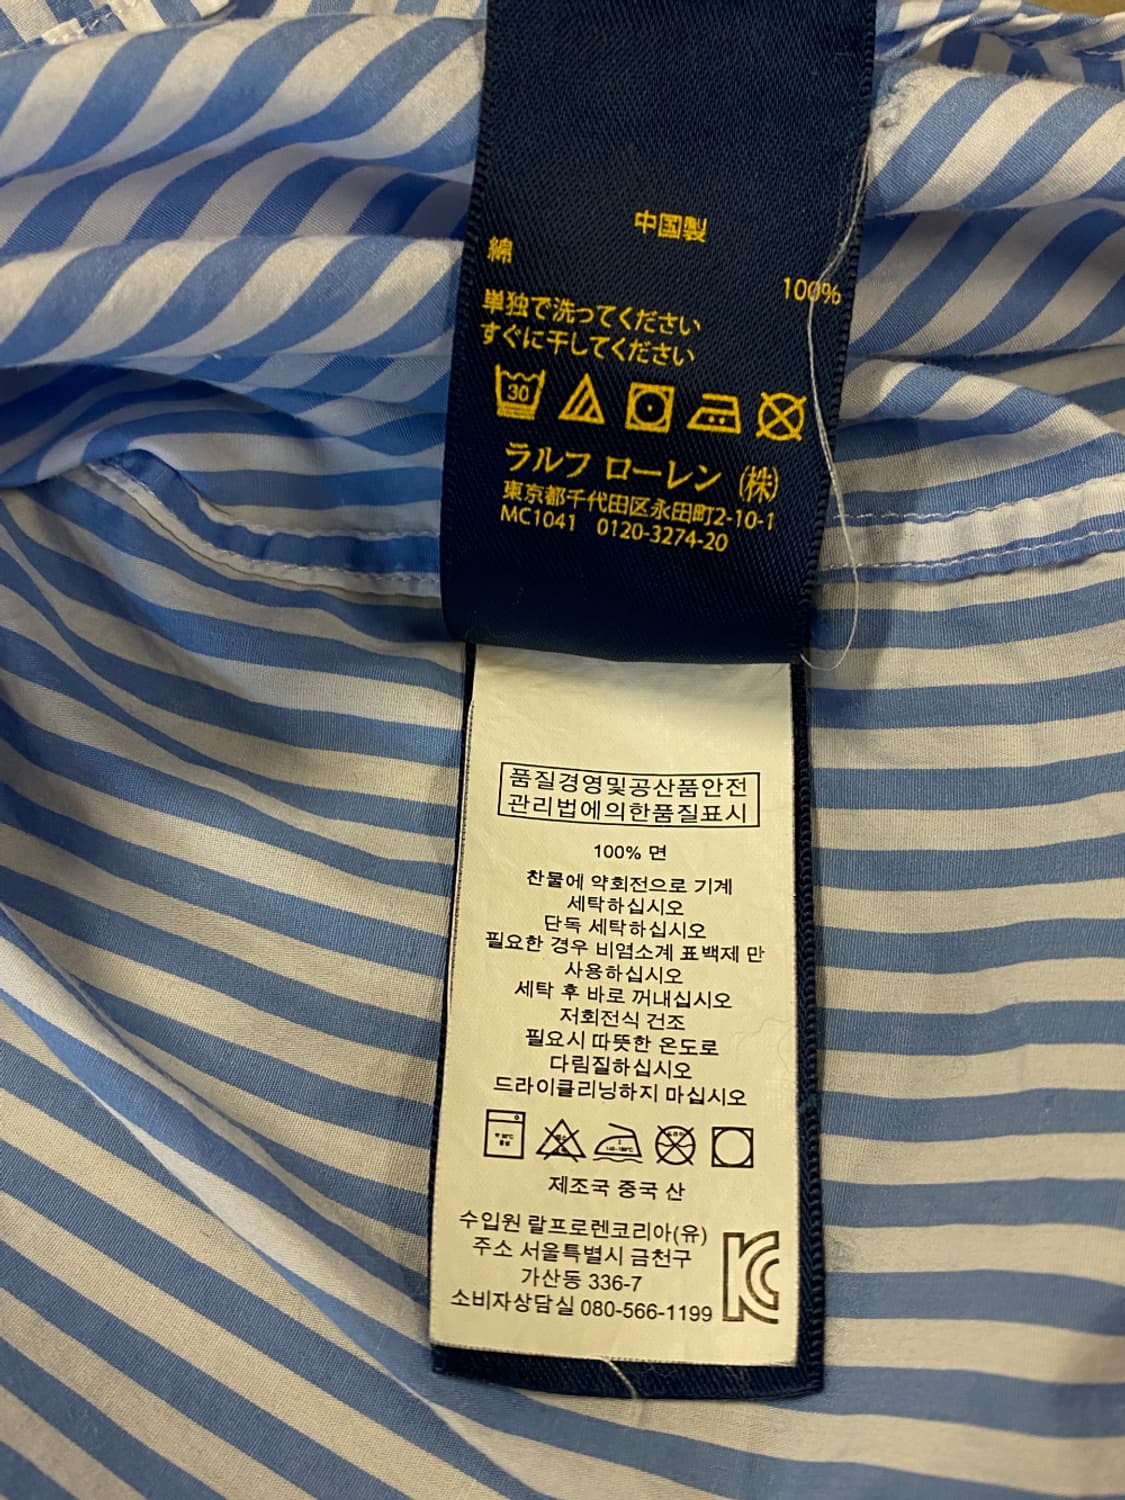 中国製
綿 100%
単独で洗ってください
すぐに干してください
30
ラルフ ローレン (株)
東京都千代田区永田町2-10-1
MC1041 0120-3274-20
품질경영및공산품안전
관리법에의한품질표시
100% 면
찬물에 약회전으로 기계
세탁하십시오
단독 세탁하십시오
필요한 경우 비염소계 표백제 만
사용하십시오
세탁 후 바로 꺼내십시오
저회전식 건조
필요시 따뜻한 온도로
다림질하십시오
드라이클리닝하지 마십시오
제조국 중국 산
수입원 랄프로렌코리아(유)
주소 서울특별시 금천구
가산동 336-7
소비자상담실 080-566-1199